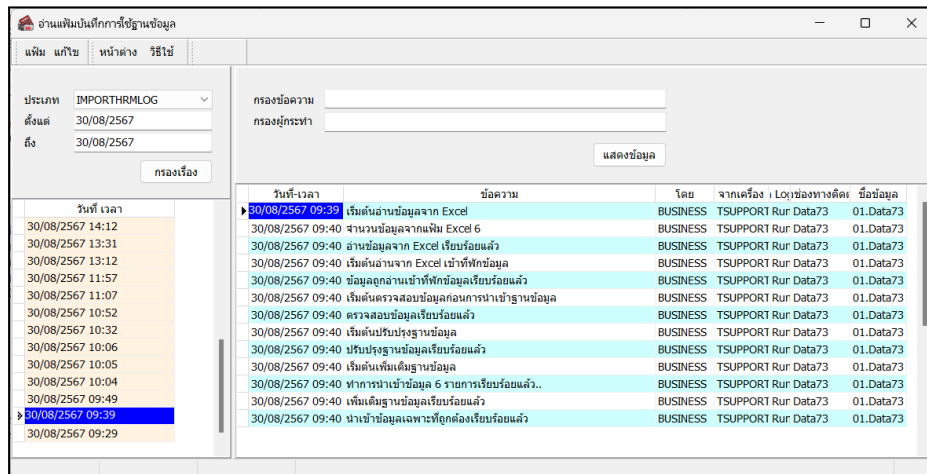 อ่านแฟ้มบันทึกการใช้ฐานข้อมูล
แฟ้ม แก้ไข หน้าต่าง วิธีใช้
ประเภท IMPORTHRMLOG
ตั้งแต่ 30/08/2567
ถึง 30/08/2567
กรองเรื่อง
กรองข้อความ
กรองผู้กระทำ
แสดงข้อมูล
วันที่ เวลา
30/08/2567 14:12
30/08/2567 13:31
30/08/2567 13:12
30/08/2567 11:57
30/08/2567 11:07
30/08/2567 10:52
30/08/2567 10:32
30/08/2567 10:06
30/08/2567 10:05
30/08/2567 10:04
30/08/2567 09:49
30/08/2567 09:39
30/08/2567 09:29
วันที่-เวลา ข้อความ โดย จากเครื่อง Log ช่องทางติดต่ ชื่อข้อมูล
30/08/2567 09:39 เริ่มต้นอ่านข้อมูลจาก Excel BUSINESS TSUPPORT Run Data73 01.Data73
30/08/2567 09:40 จำนวนข้อมูลจากแฟ้ม Excel 6 BUSINESS TSUPPORT Run Data73 01.Data73
30/08/2567 09:40 อ่านข้อมูลจาก Excel เรียบร้อยแล้ว BUSINESS TSUPPORT Run Data73 01.Data73
30/08/2567 09:40 เริ่มต้นอ่านจาก Excel เข้าที่พักข้อมูล BUSINESS TSUPPORT Run Data73 01.Data73
30/08/2567 09:40 ข้อมูลถูกอ่านเข้าที่พักข้อมูลเรียบร้อยแล้ว BUSINESS TSUPPORT Run Data73 01.Data73
30/08/2567 09:40 เริ่มต้นตรวจสอบข้อมูลก่อนการนำเข้าฐานข้อมูล BUSINESS TSUPPORT Run Data73 01.Data73
30/08/2567 09:40 ตรวจสอบข้อมูลเรียบร้อยแล้ว BUSINESS TSUPPORT Run Data73 01.Data73
30/08/2567 09:40 เริ่มต้นปรับปรุงฐานข้อมูล BUSINESS TSUPPORT Run Data73 01.Data73
30/08/2567 09:40 ปรับปรุงฐานข้อมูลเรียบร้อยแล้ว BUSINESS TSUPPORT Run Data73 01.Data73
30/08/2567 09:40 เริ่มต้นเพิ่มเติมฐานข้อมูล BUSINESS TSUPPORT Run Data73 01.Data73
30/08/2567 09:40 ทำการนำเข้าข้อมูล 6 รายการเรียบร้อยแล้ว.. BUSINESS TSUPPORT Run Data73 01.Data73
30/08/2567 09:40 เพิ่มเติมฐานข้อมูลเรียบร้อยแล้ว BUSINESS TSUPPORT Run Data73 01.Data73
30/08/2567 09:40 นำเข้าข้อมูลเฉพาะที่ถูกต้องเรียบร้อยแล้ว BUSINESS TSUPPORT Run Data73 01.Data73